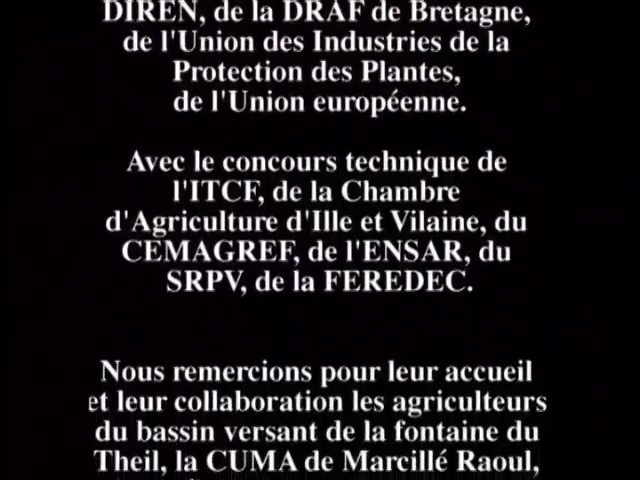 DIREN, de la DRAF de Bretagne,
de l'Union des Industries de la
Protection des Plantes,
de l'Union européenne.
Avec le concours technique de
l'ITCF, de la Chambre
d'Agriculture d'Ille et Vilaine, du
CEMAGREF, de l'ENSAR, du
SRPV, de la FEREDEC.
Nous remercions pour leur accueil
et leur collaboration les agriculteurs
du bassin versant de la fontaine du
Theil, la CUMA de Marcillé Raoul,